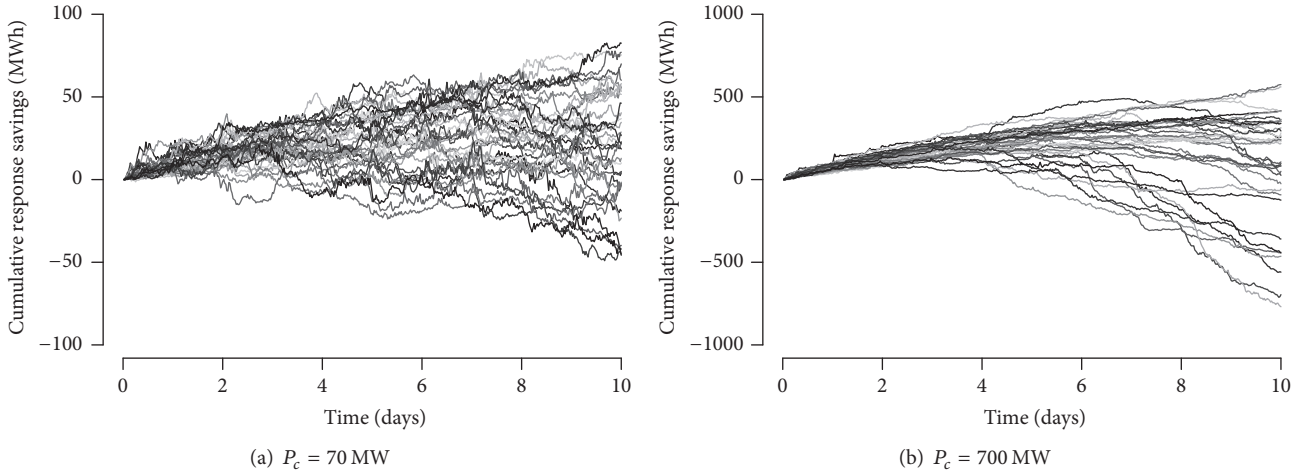 Cumulative response savings (MWh)
100
50
0
−50
−100
0 2 4 6 8 10
Time (days)
(a) P_c = 70 MW
Cumulative response savings (MWh)
1000
500
0
−500
−1000
0 2 4 6 8 10
Time (days)
(b) P_c = 700 MW